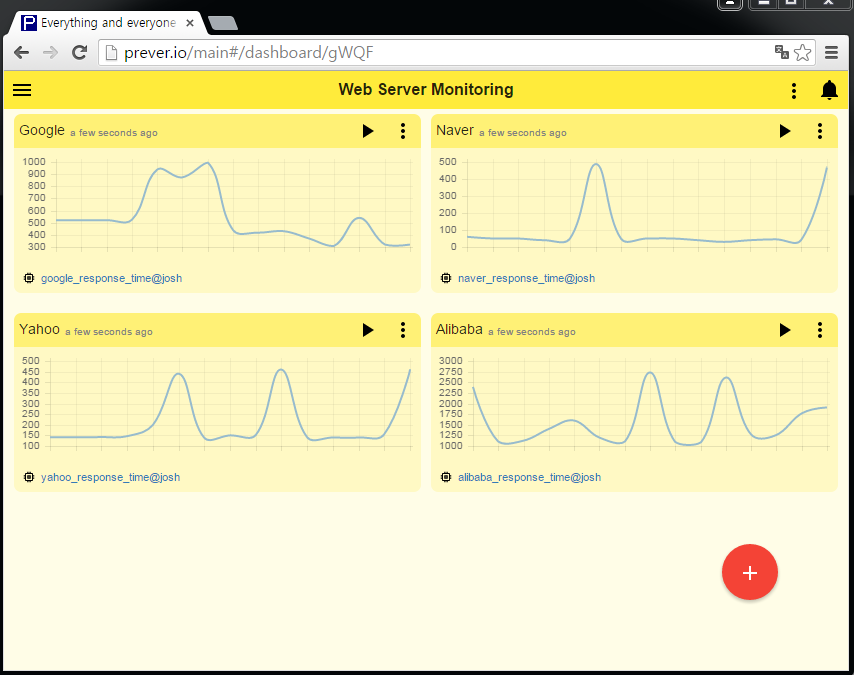 P Everything and everyone
prever.io/main#/dashboard/gWQF
Web Server Monitoring
Google a few seconds ago
1000
900
800
700
600
500
400
300
google_response_time@josh
Naver a few seconds ago
500
400
300
200
100
0
naver_response_time@josh
Yahoo a few seconds ago
500
450
400
350
300
250
200
150
100
yahoo_response_time@josh
Alibaba a few seconds ago
3000
2750
2500
2250
2000
1750
1500
1250
1000
alibaba_response_time@josh